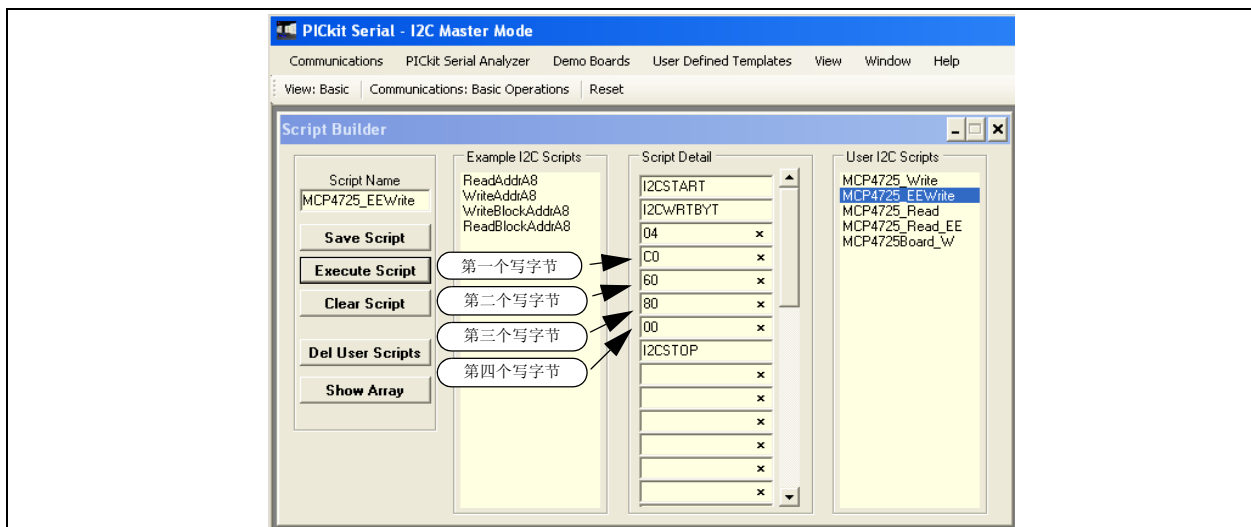 PICkit Serial - I2C Master Mode
Communications PICkit Serial Analyzer Demo Boards User Defined Templates View Window Help
View: Basic Communications: Basic Operations Reset
Script Builder
Script Name
MCP4725_EEWrite
Save Script
Execute Script
Clear Script
Del User Scripts
Show Array
Example I2C Scripts
ReadAddrA8
WriteAddrA8
WriteBlockAddrA8
ReadBlockAddrA8
第一个写字节
第二个写字节
第三个写字节
第四个写字节
Script Detail
I2CSTART
I2CWRTBYT
04
C0
60
80
00
I2CSTOP
User I2C Scripts
MCP4725_Write
MCP4725_EEWrite
MCP4725_Read
MCP4725_Read_EE
MCP4725Board_W